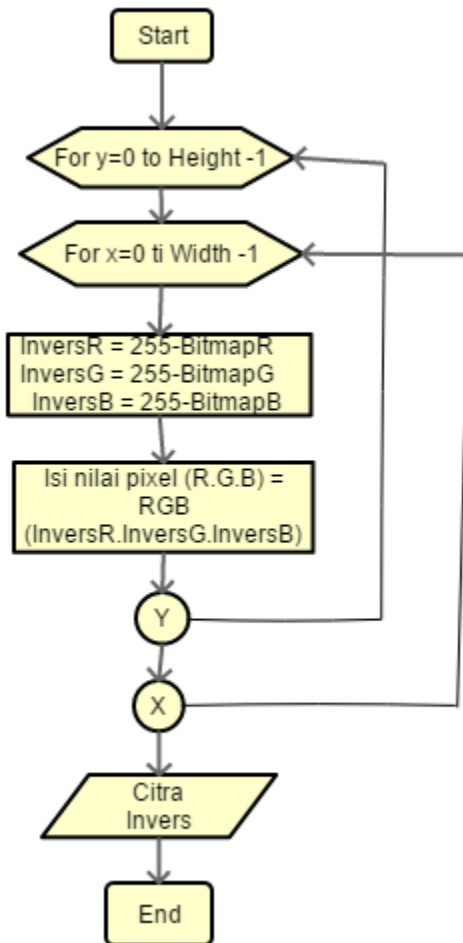 Start
For y=0 to Height -1
For x=0 ti Width -1
InversR = 255-BitmapR
InversG = 255-BitmapG
InversB = 255-BitmapB
Isi nilai pixel (R.G.B) =
RGB
(InversR.InversG.InversB)
Y
X
Citra
Invers
End